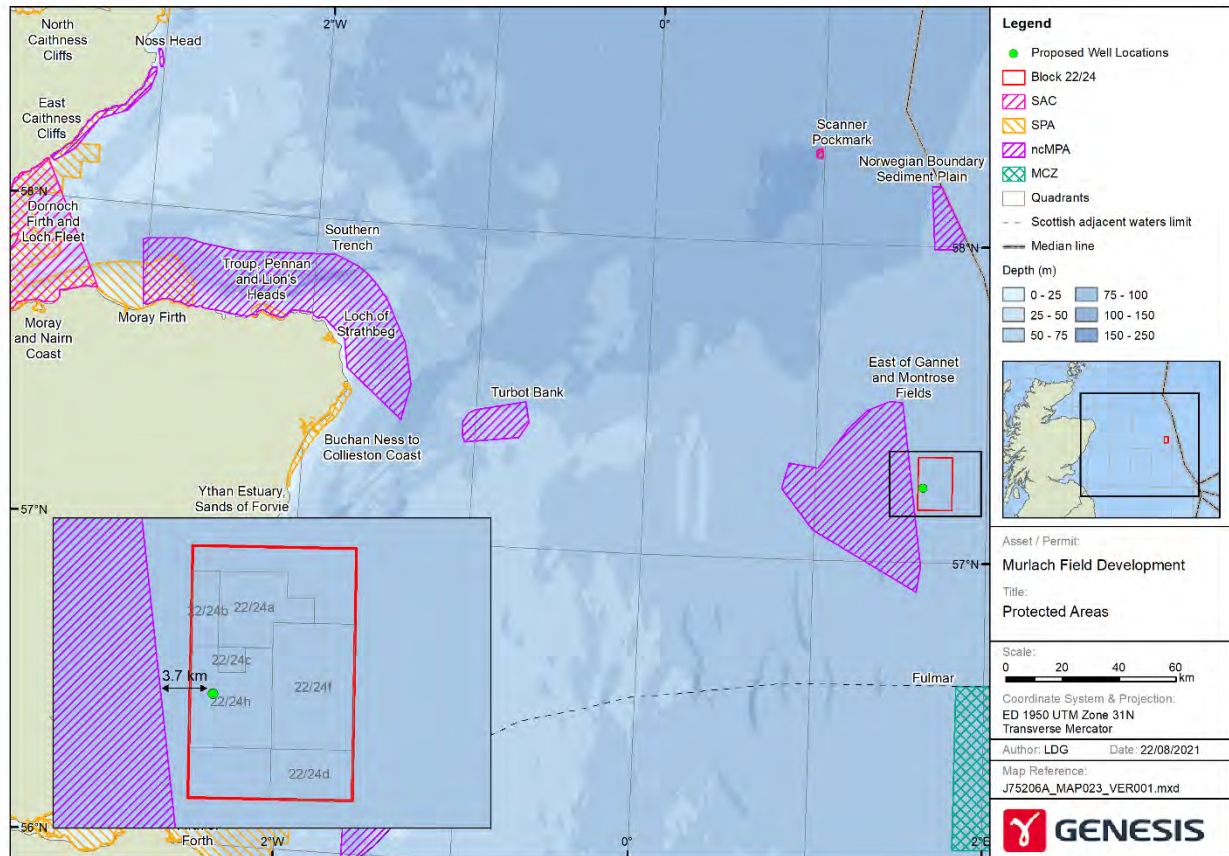 2°W
0°
North
Caithness
Cliffs
Noss Head
East
Caithness
Cliffs
Scanner
Pockmark
Norwegian Boundary
Sediment Plain
58°N
Dornoch
Firth and
Loch Fleet
Southern
Trench
58°N
Troup, Pennan
and Lion's
Heads
Moray
and Nairn
Coast
Moray Firth
Loch of
Strathbeg
East of Gannet
and Montrose
Fields
Turbot Bank
Buchan Ness to
Collieston Coast
Ythan Estuary,
Sands of Forvie
57°N
57°N
22/24b
22/24a
22/24c
3.7 km
22/24f
22/24h
22/24d
Fulmar
56°N
Forth
2°W
0°
2°E
Legend
Proposed Well Locations
Block 22/24
SAC
SPA
ncMPA
MCZ
Quadrants
Scottish adjacent waters limit
Median line
Depth (m)
0 - 25 75 - 100
25 - 50 100 - 150
50 - 75 150 - 250
Asset / Permit:
Murlach Field Development
Title:
Protected Areas
Scale:
0 10 20 40 60
km
Coordinate System & Projection:
ED 1950 UTM Zone 31N
Transverse Mercator
Author: LDG Date: 22/08/2021
Map Reference:
J75206A_MAP023_VER001.mxd
GENESIS